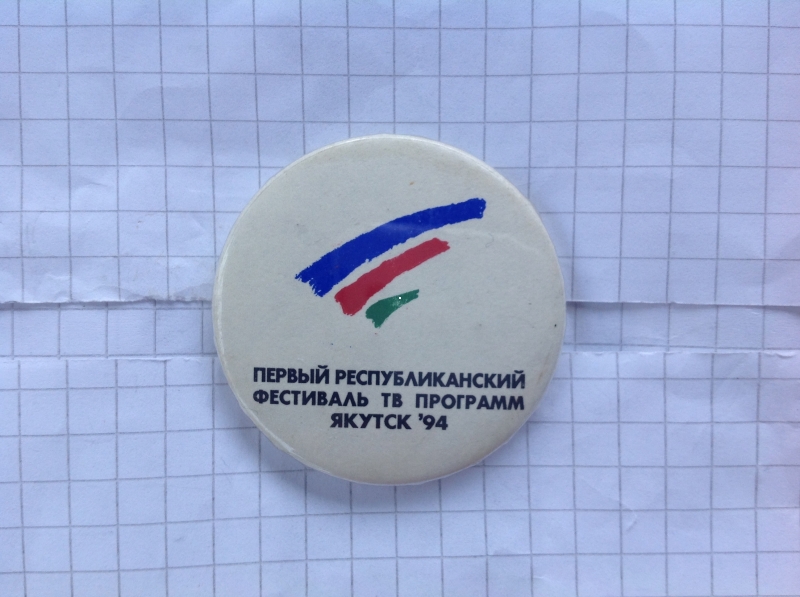 ПЕРВЫЙ РЕСПУБЛИКАНСКИЙ
ФЕСТИВАЛЬ ТВ ПРОГРАММ
ЯКУТСК '94